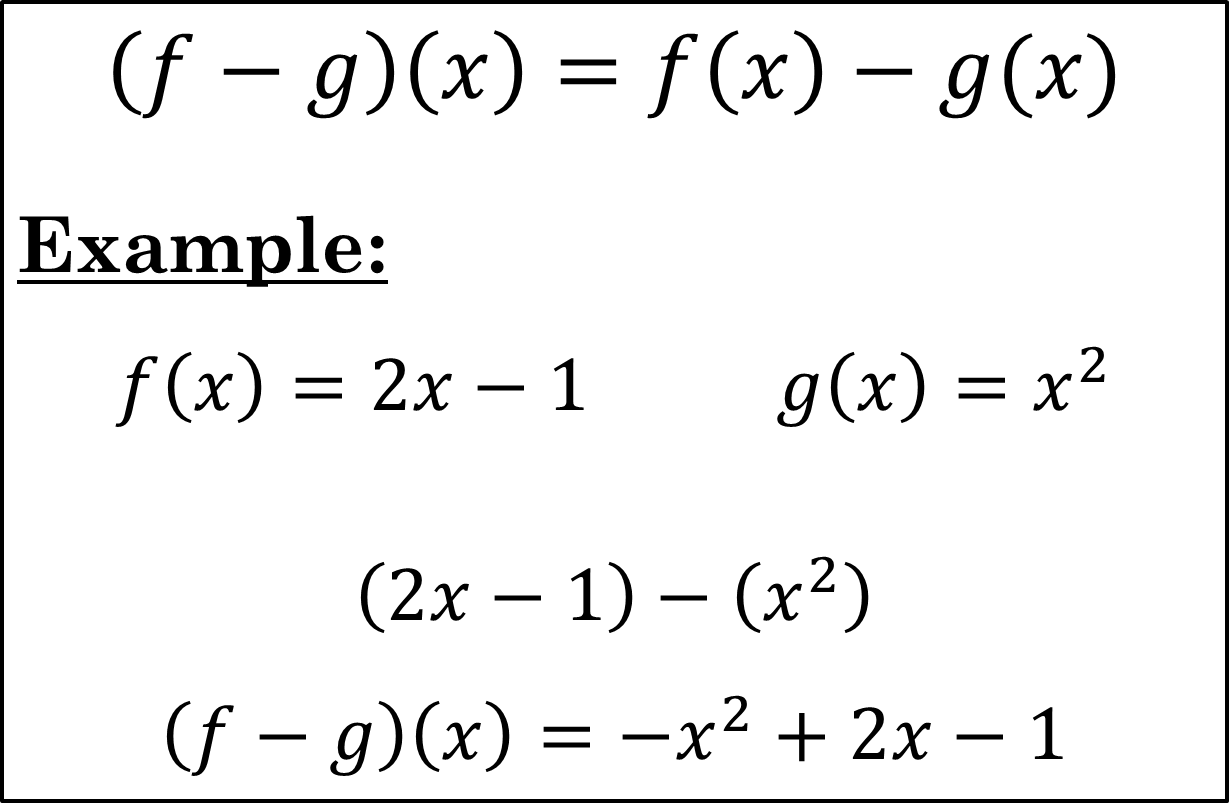 (f − g)(x) = f(x) − g(x)
Example:
f(x) = 2x − 1 g(x) = x²
(2x − 1) − (x²)
(f − g)(x) = −x² + 2x − 1